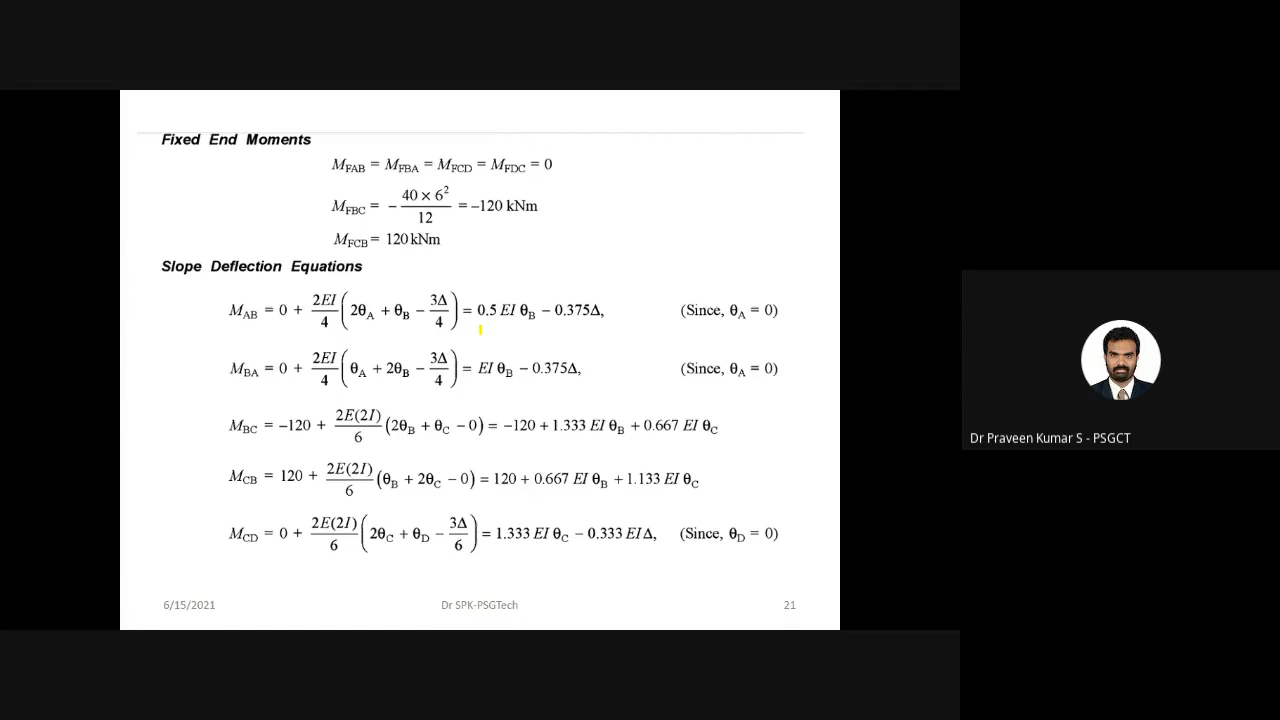 Fixed End Moments
M_FAB = M_FBA = M_FCD = M_FDC = 0
M_FBC = − (40 × 6²)/12 = –120 kNm
M_FCB = 120 kNm
Slope Deflection Equations
M_AB = 0 + 2EI/4 (2θ_A + θ_B − 3Δ/4) = 0.5 EI θ_B − 0.375Δ, (Since, θ_A = 0)
M_BA = 0 + 2EI/4 (θ_A + 2θ_B − 3Δ/4) = EI θ_B − 0.375Δ, (Since, θ_A = 0)
M_BC = −120 + 2E(2I)/6 (2θ_B + θ_C − 0) = −120 + 1.333 EI θ_B + 0.667 EI θ_C
M_CB = 120 + 2E(2I)/6 (θ_B + 2θ_C − 0) = 120 + 0.667 EI θ_B + 1.133 EI θ_C
M_CD = 0 + 2E(2I)/6 (2θ_C + θ_D − 3Δ/6) = 1.333 EI θ_C − 0.333 EIΔ, (Since, θ_D = 0)
6/15/2021 Dr SPK-PSGTech 21
Dr Praveen Kumar S - PSGCT